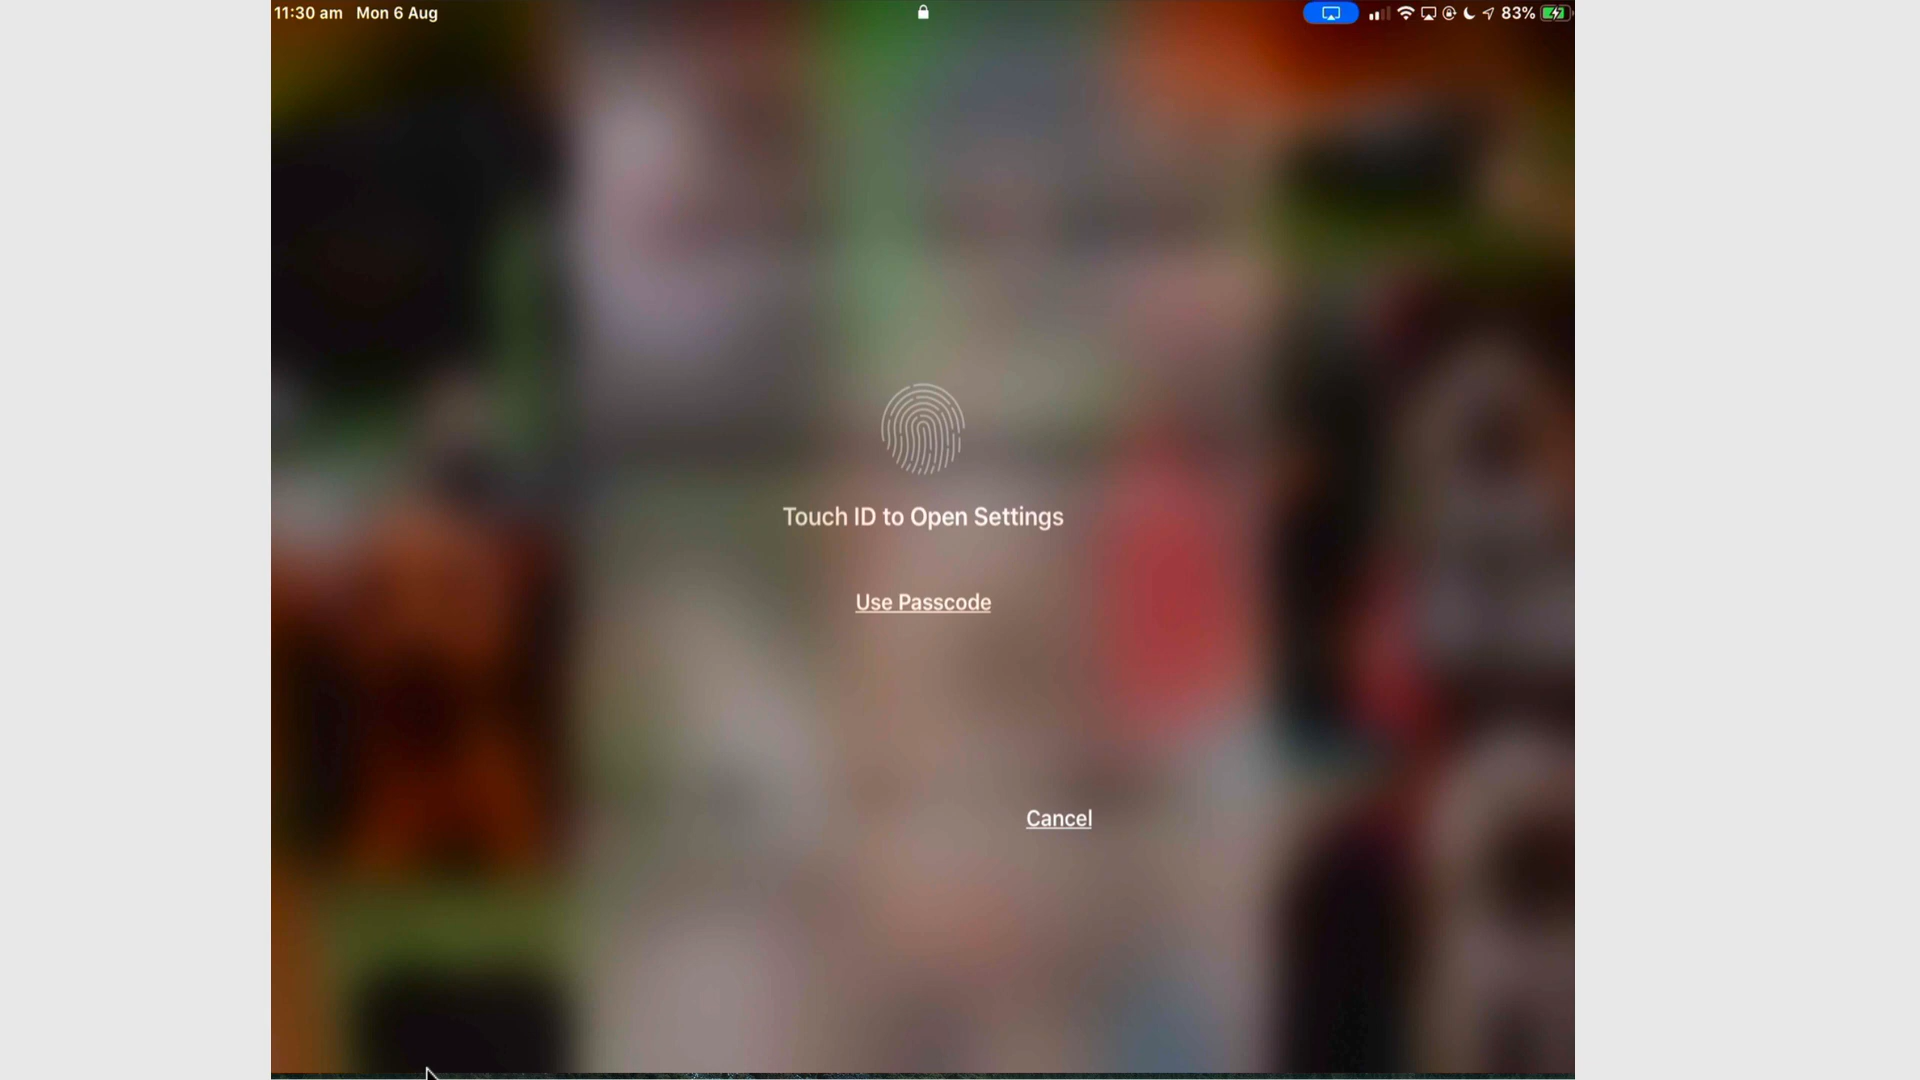 11:30 am Mon 6 Aug 83%
Touch ID to Open Settings
Use Passcode
Cancel